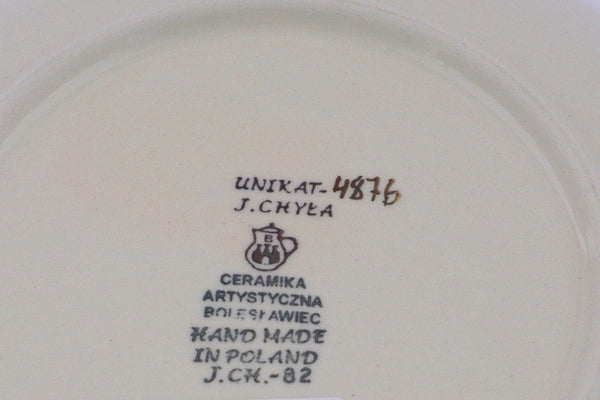 UNIKAT-4876
J.CHYŁA
B
CERAMIKA
ARTYSTYCZNA
BOLESŁAWIEC
HAND MADE
IN POLAND
J.CH.-82